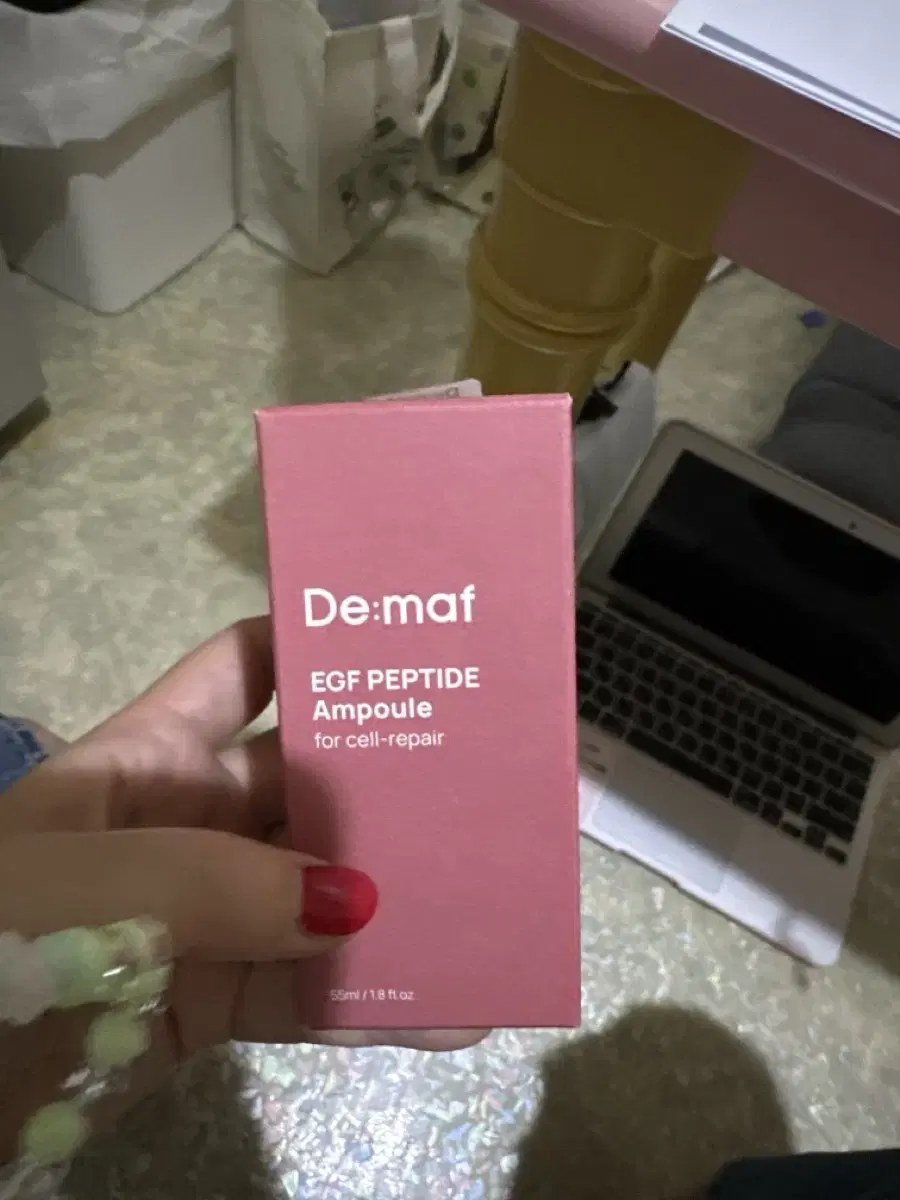 De:maf
EGF PEPTIDE
Ampoule
for cell-repair
55ml / 1.8 fl.oz.